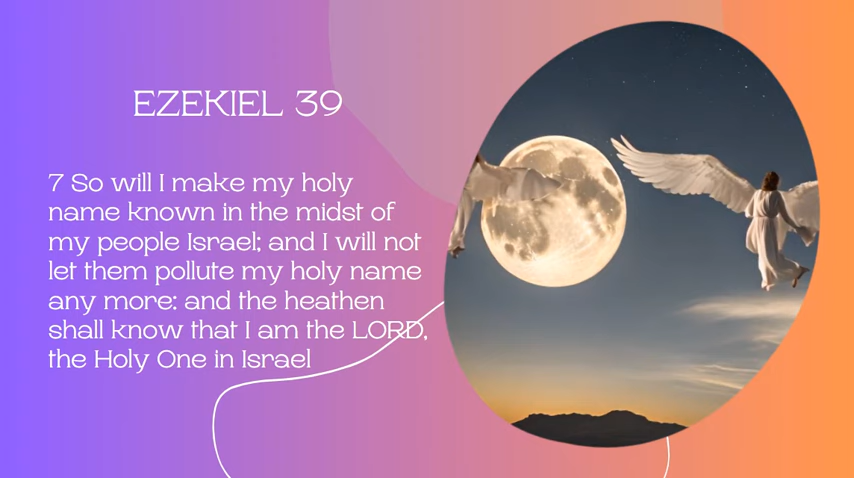 EZEKIEL 39
7 So will I make my holy
name known in the midst of
my people Israel; and I will not
let them pollute my holy name
any more: and the heathen
shall know that I am the LORD,
the Holy One in Israel